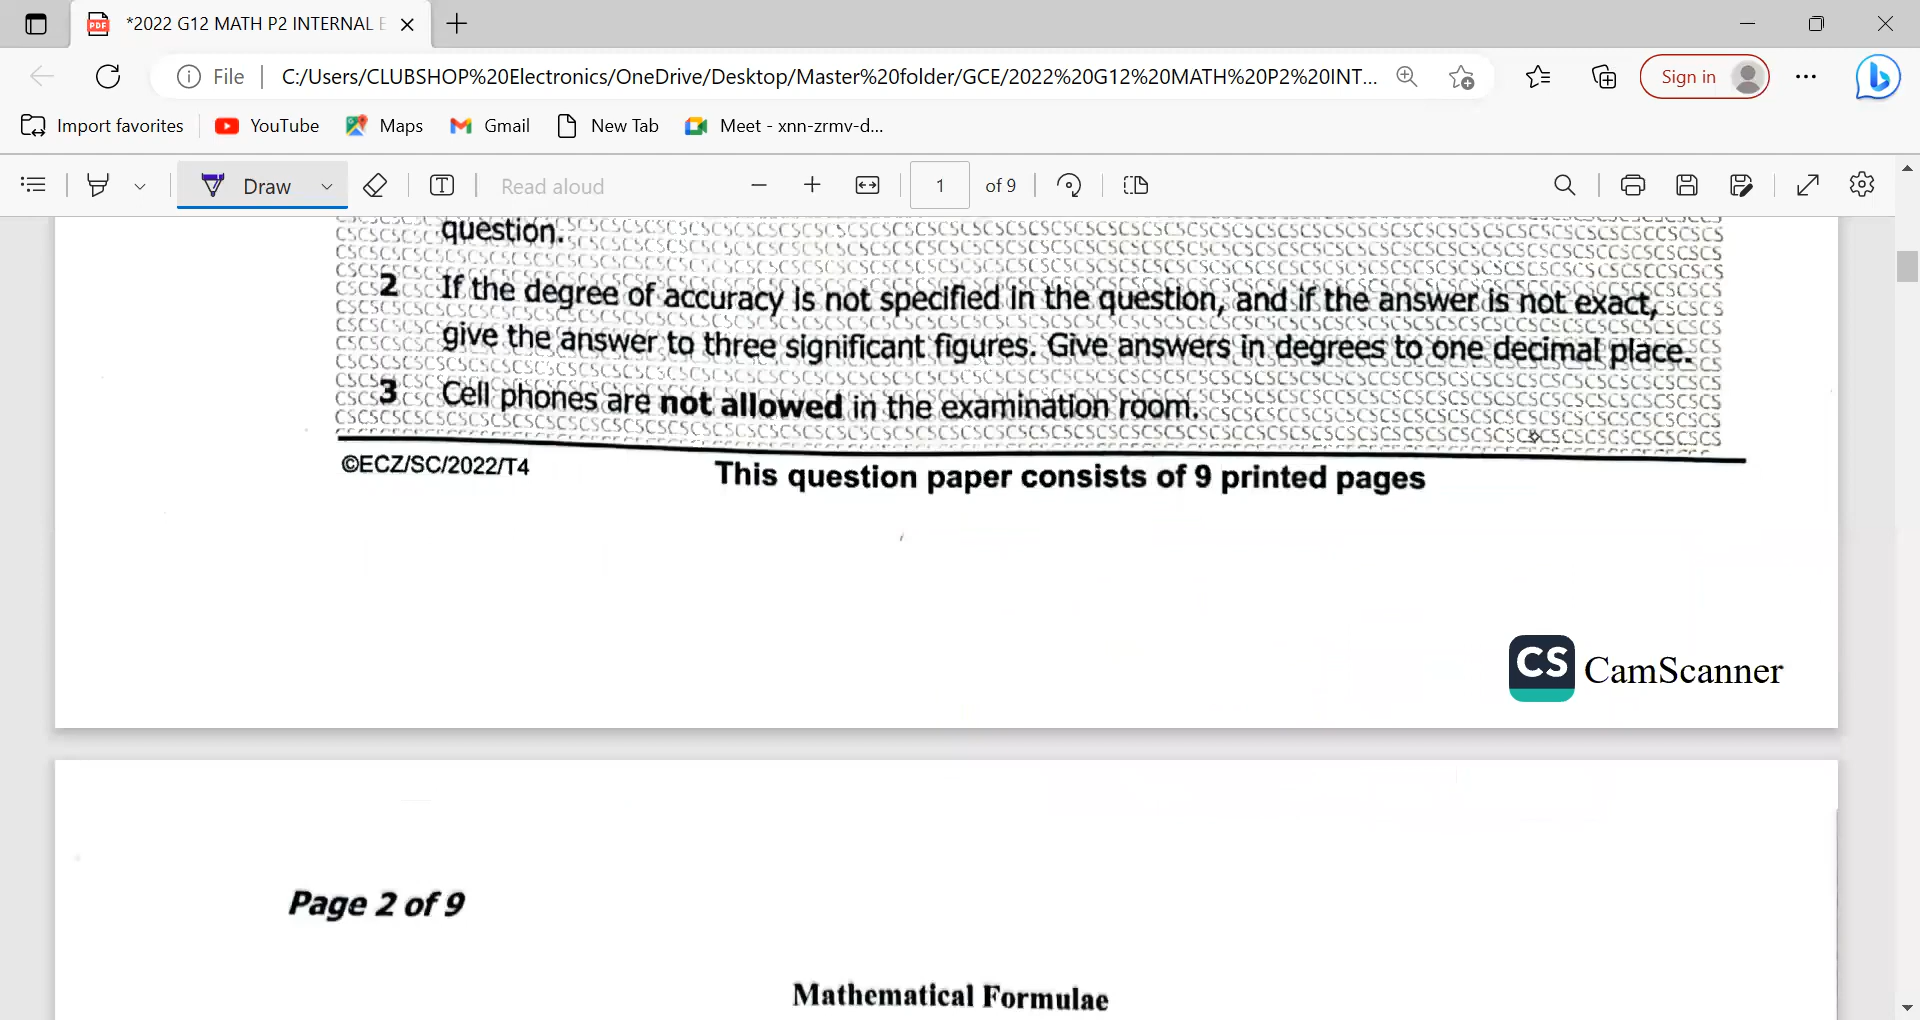 *2022 G12 MATH P2 INTERNAL E
File
C:/Users/CLUBSHOP%20Electronics/OneDrive/Desktop/Master%20folder/GCE/2022%20G12%20MATH%20P2%20INT...
Sign in
Import favorites
YouTube
Maps
Gmail
New Tab
Meet - xnn-zrmv-d...
Draw
Read aloud
1
of 9
question.
2 If the degree of accuracy is not specified in the question, and if the answer is not exact,
give the answer to three significant figures. Give answers in degrees to one decimal place.
3 Cell phones are not allowed in the examination room.
©ECZ/SC/2022/T4
This question paper consists of 9 printed pages
CS CamScanner
Page 2 of 9
Mathematical Formulae